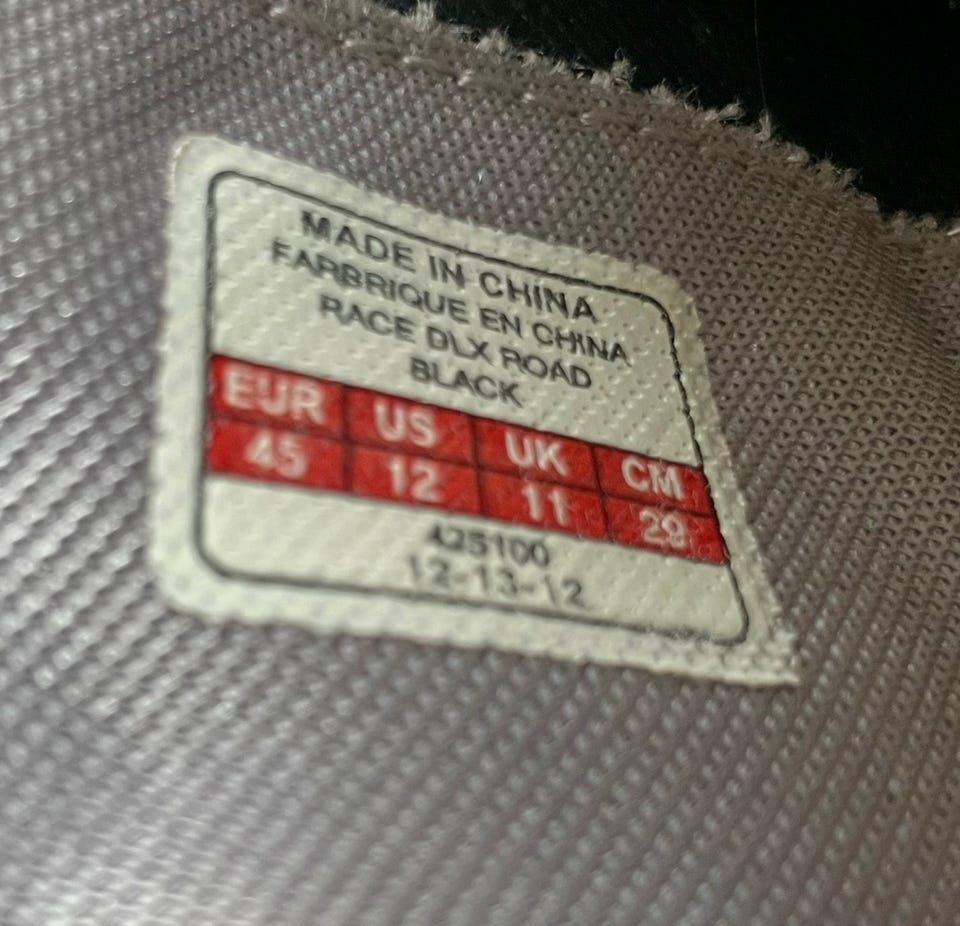 MADE IN CHINA
FARBRIQUE EN CHINA
RACE DLX ROAD
BLACK
EUR US UK CM
45 12 11 29
425100
12-13-12